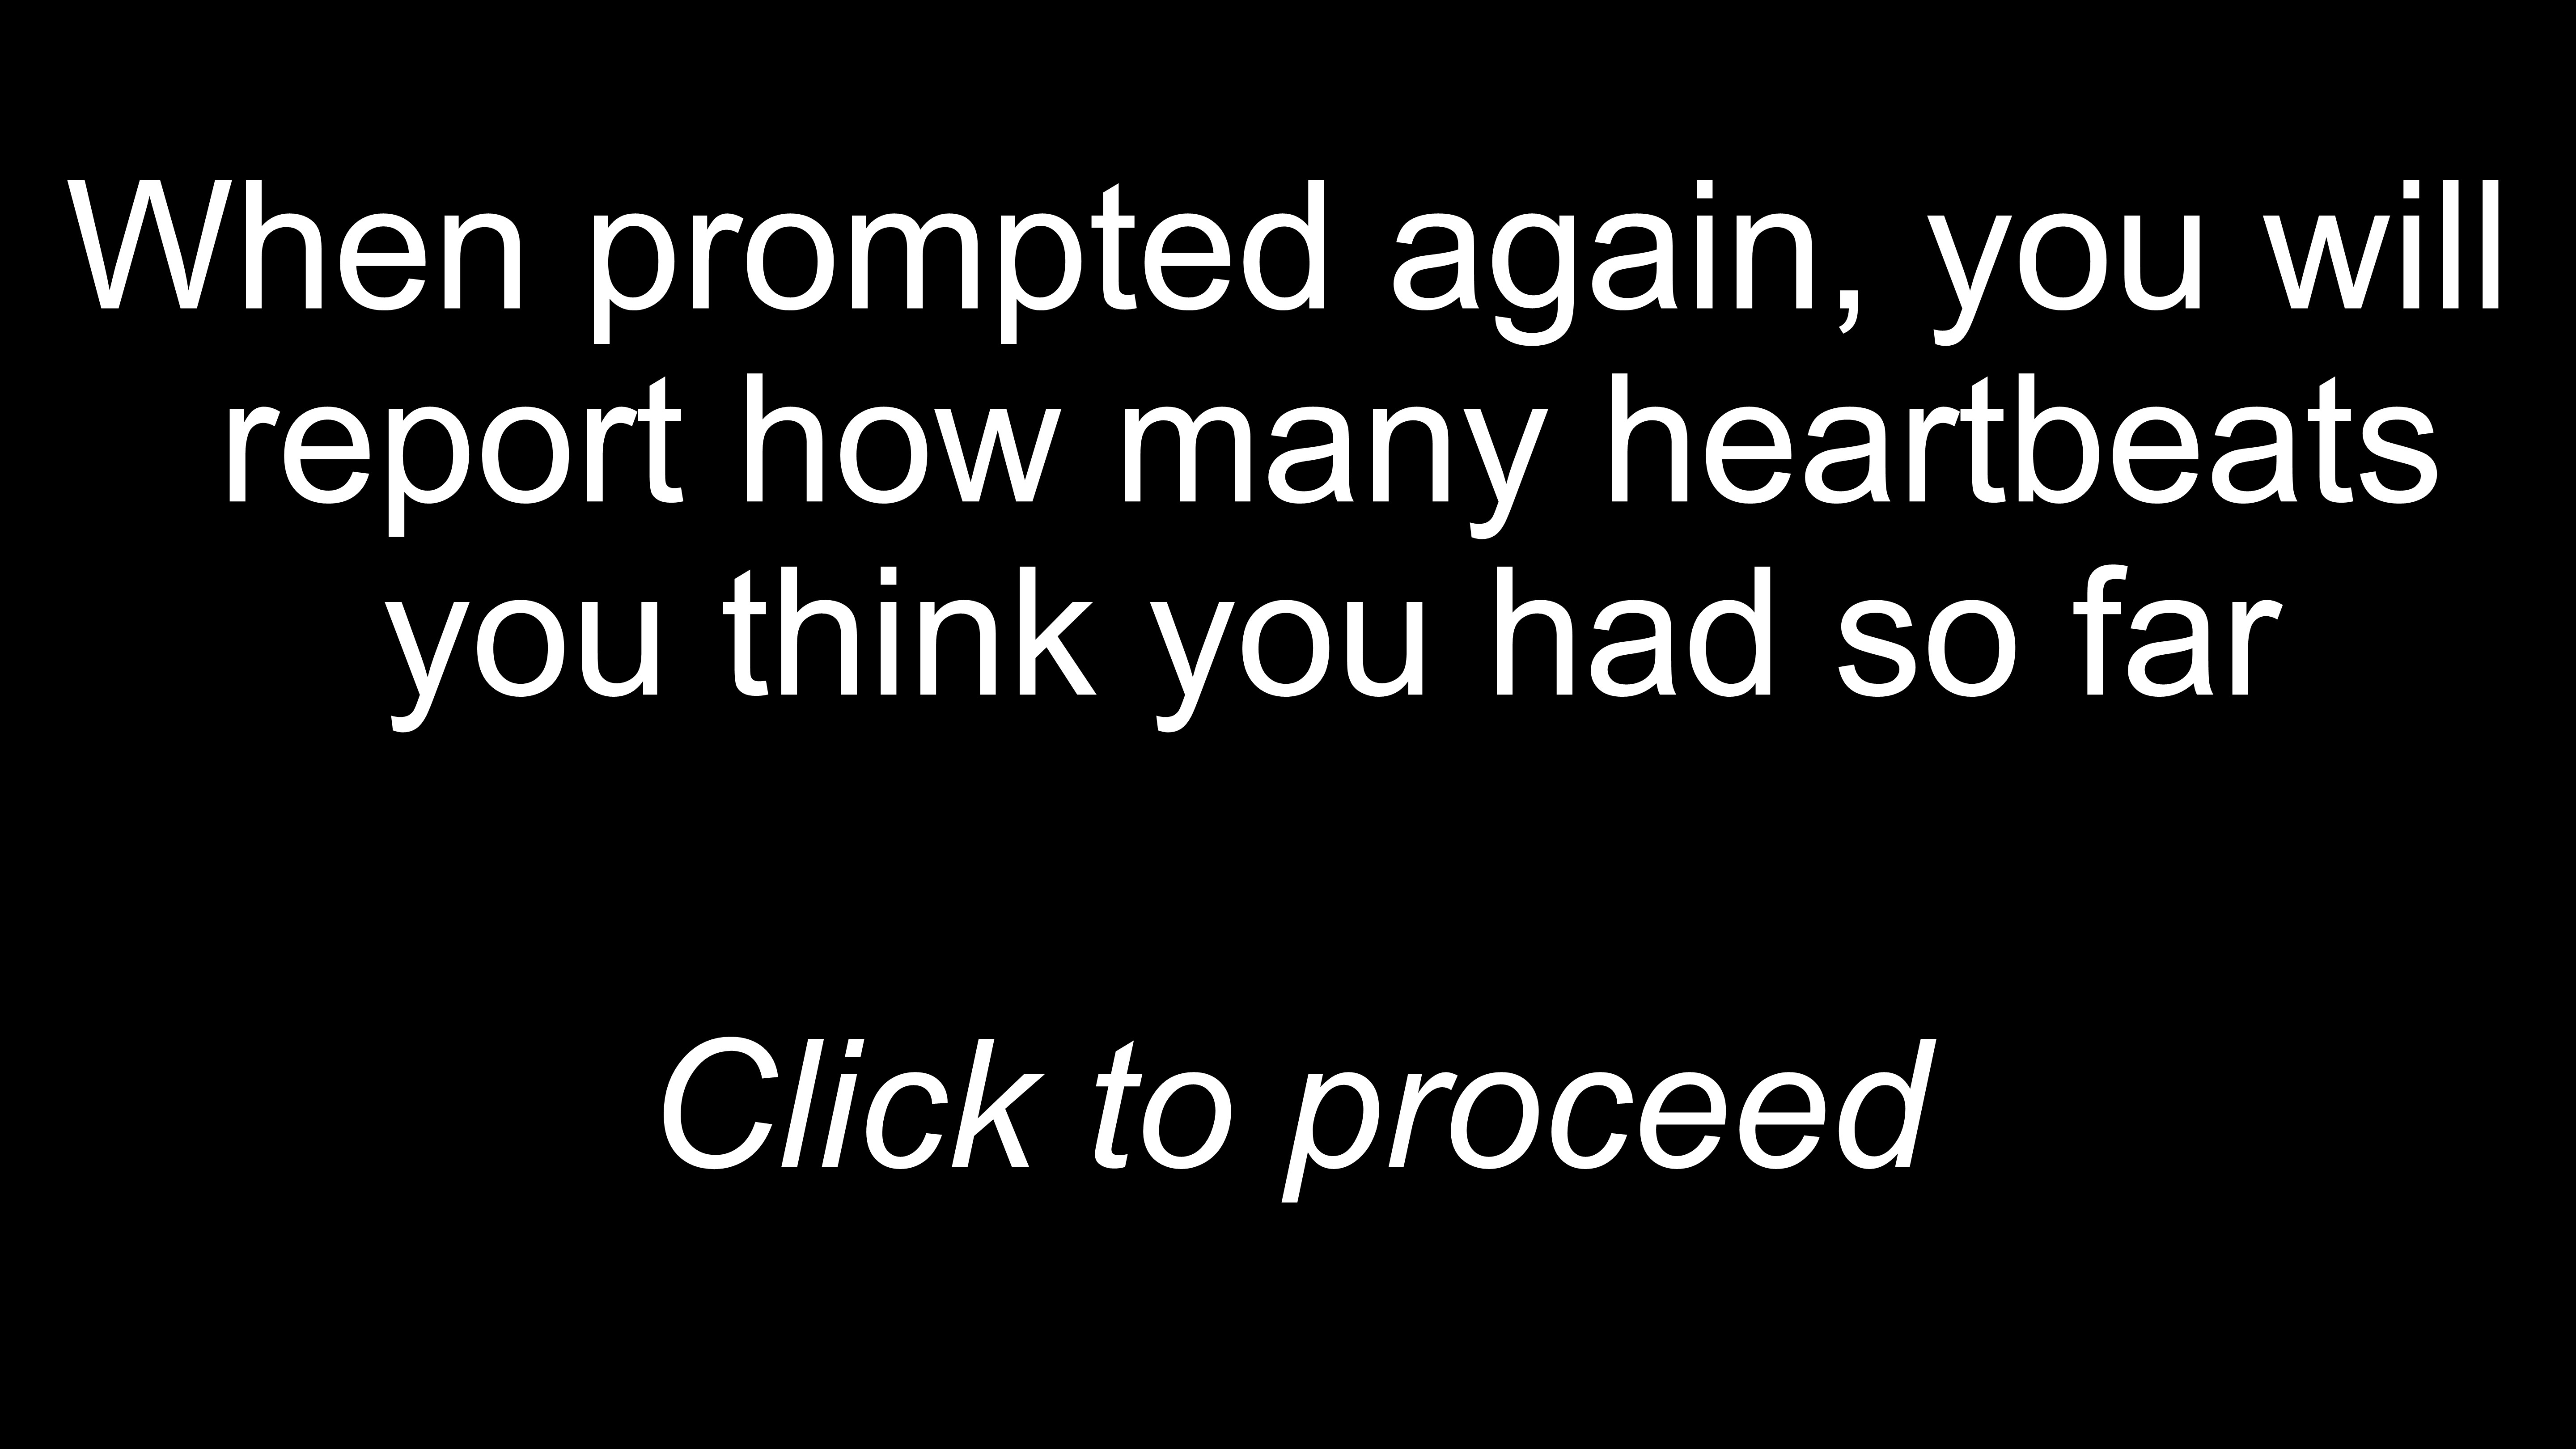 When prompted again, you will
report how many heartbeats
you think you had so far
Click to proceed